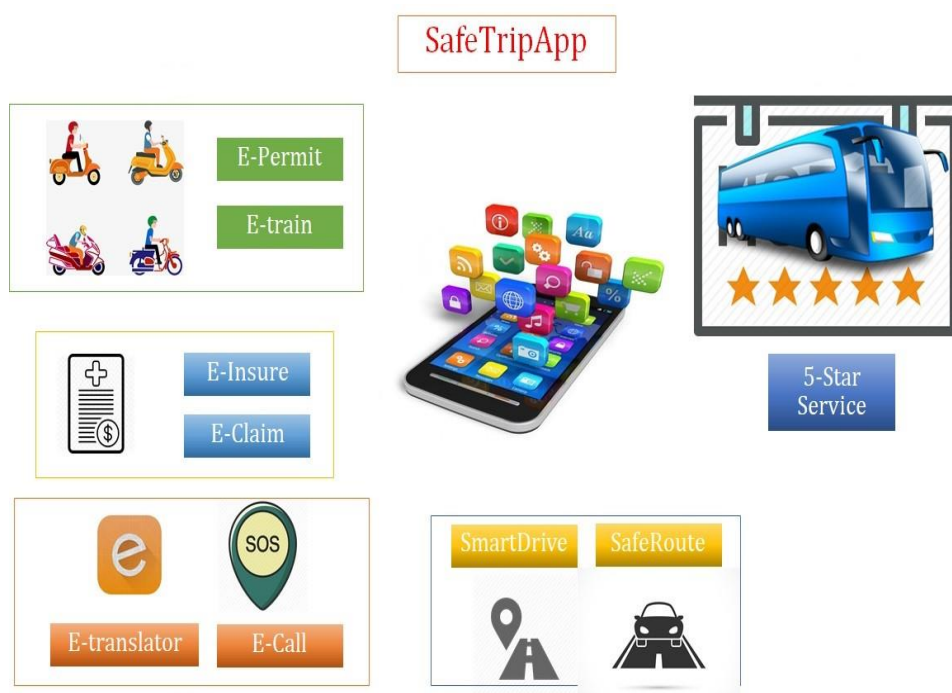 SafeTripApp
E-Permit
E-train
E-Insure
E-Claim
5-Star
Service
SOS
E-translator
E-Call
SmartDrive
SafeRoute